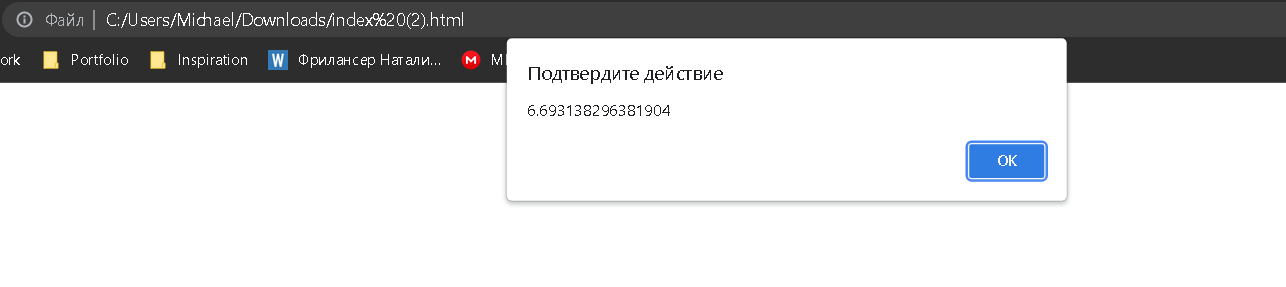 Файл C:/Users/Michael/Downloads/index%20(2).html
ork Portfolio Inspiration W Фрилансер Натали... M
Подтвердите действие
6.693138296381904
OK